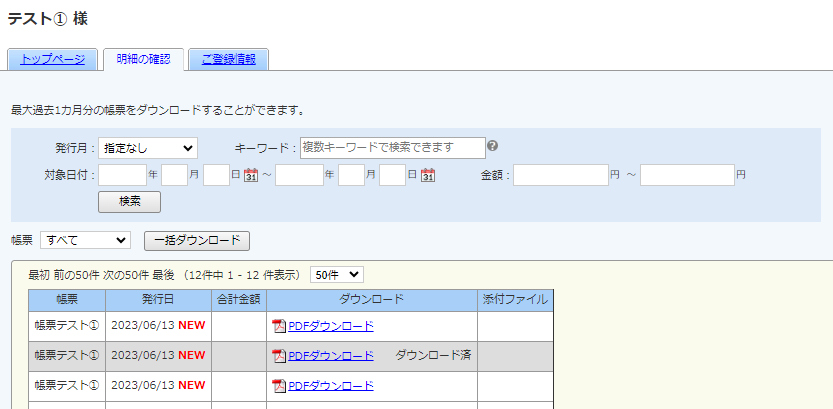 テスト① 様
トップページ 明細の確認 ご登録情報
最大過去1カ月分の帳票をダウンロードすることができます。
発行月： 指定なし キーワード： 複数キーワードで検索できます ?
対象日付： 年 月 日 31 ～ 年 月 日 31 金額： 円 ～ 円
検索
帳票 すべて 一括ダウンロード
最初 前の50件 次の50件 最後 （12件中 1 - 12 件表示） 50件
帳票 発行日 合計金額 ダウンロード 添付ファイル
帳票テスト① 2023/06/13 NEW PDFダウンロード
帳票テスト① 2023/06/13 NEW PDFダウンロード ダウンロード済
帳票テスト① 2023/06/13 NEW PDFダウンロード